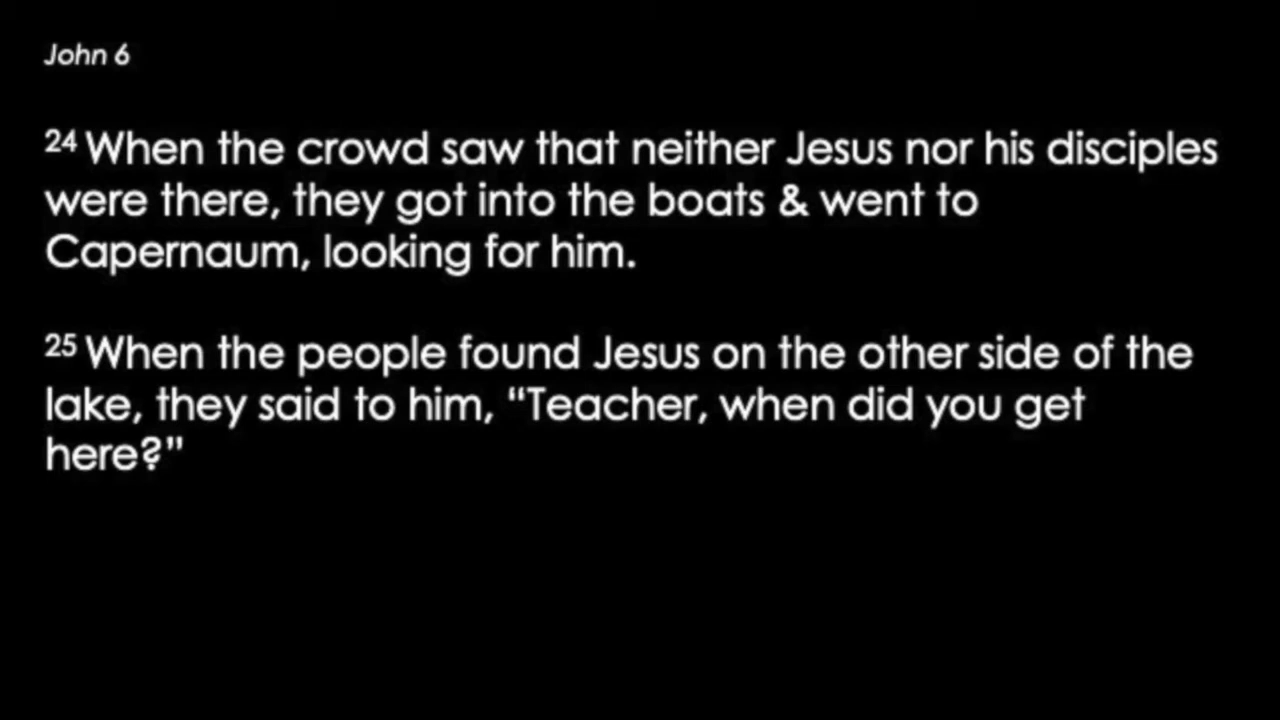 John 6
24 When the crowd saw that neither Jesus nor his disciples
were there, they got into the boats & went to
Capernaum, looking for him.
25 When the people found Jesus on the other side of the
lake, they said to him, “Teacher, when did you get
here?”